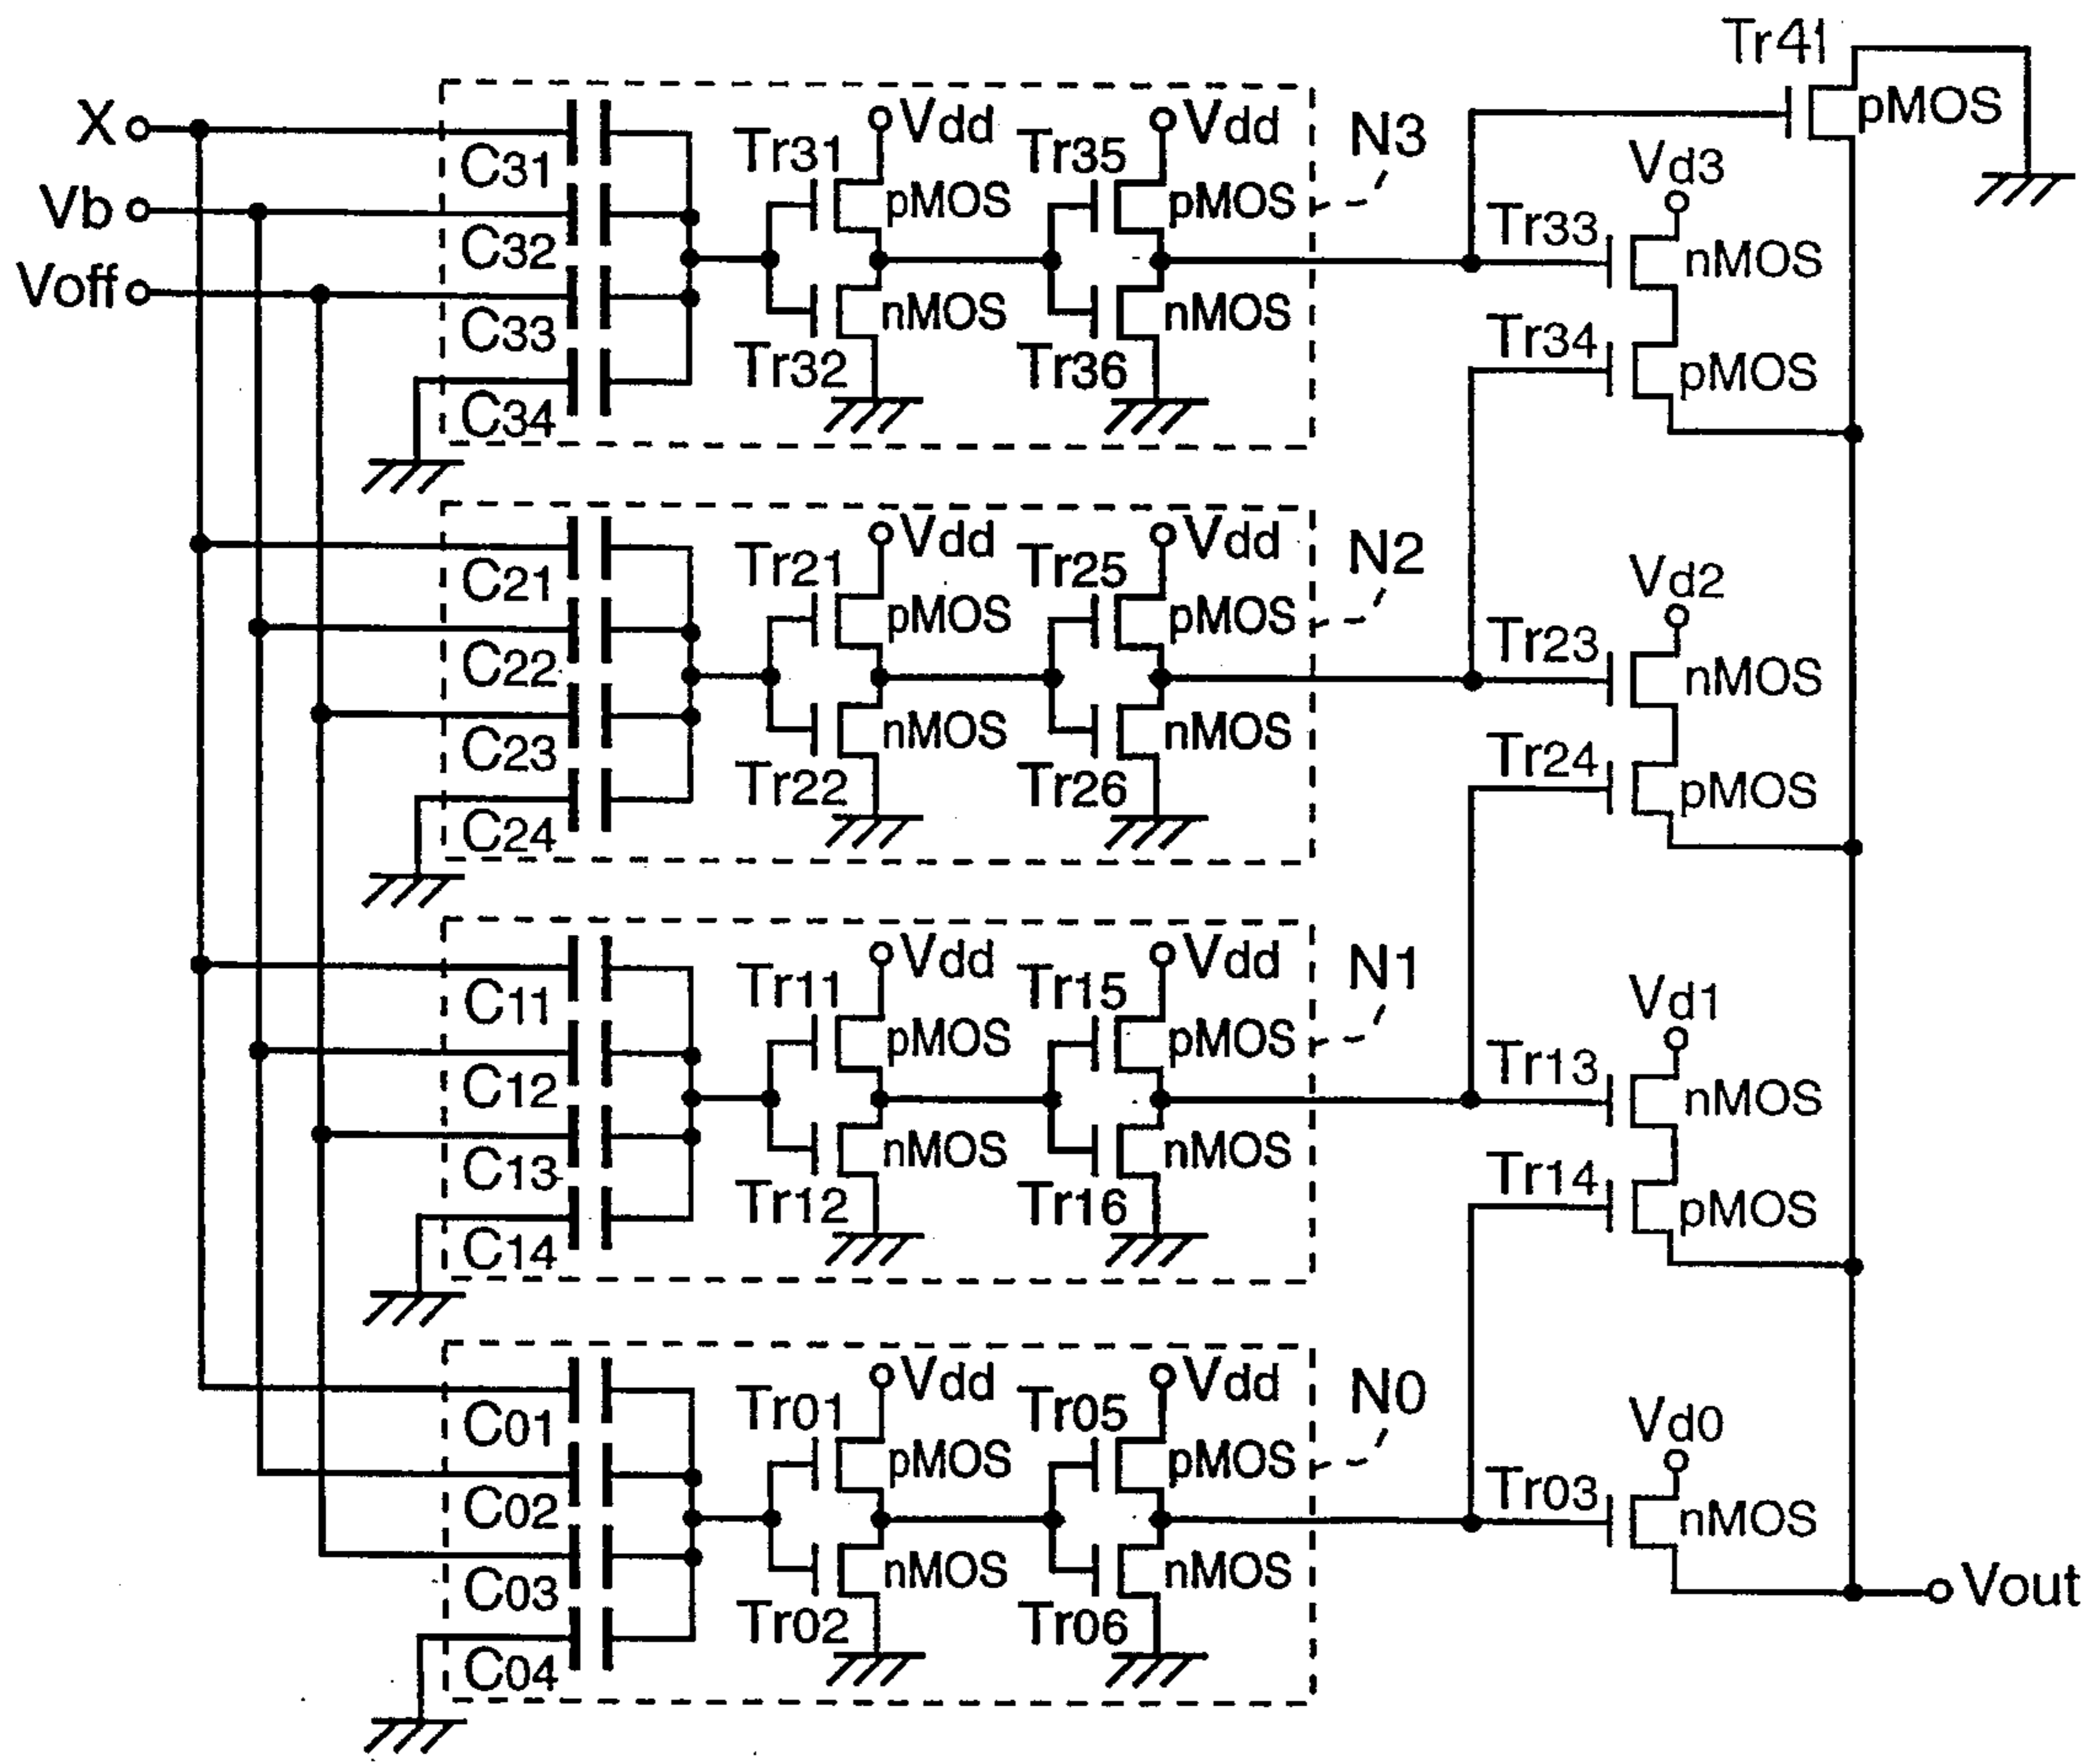 X
Vb
Voff
C31
C32
C33
C34
Tr31
Vdd
pMOS
nMOS
Tr32
Tr35
Vdd
pMOS
nMOS
Tr36
N3
Tr41
pMOS
Vd3
Tr33
nMOS
Tr34
pMOS
C21
C22
C23
C24
Tr21
Vdd
pMOS
nMOS
Tr22
Tr25
Vdd
pMOS
nMOS
Tr26
N2
Vd2
Tr23
nMOS
Tr24
pMOS
C11
C12
C13
C14
Tr11
Vdd
pMOS
nMOS
Tr12
Tr15
Vdd
pMOS
nMOS
Tr16
N1
Vd1
Tr13
nMOS
Tr14
pMOS
C01
C02
C03
C04
Tr01
Vdd
pMOS
nMOS
Tr02
Tr05
Vdd
pMOS
nMOS
Tr06
N0
Vd0
Tr03
nMOS
Vout